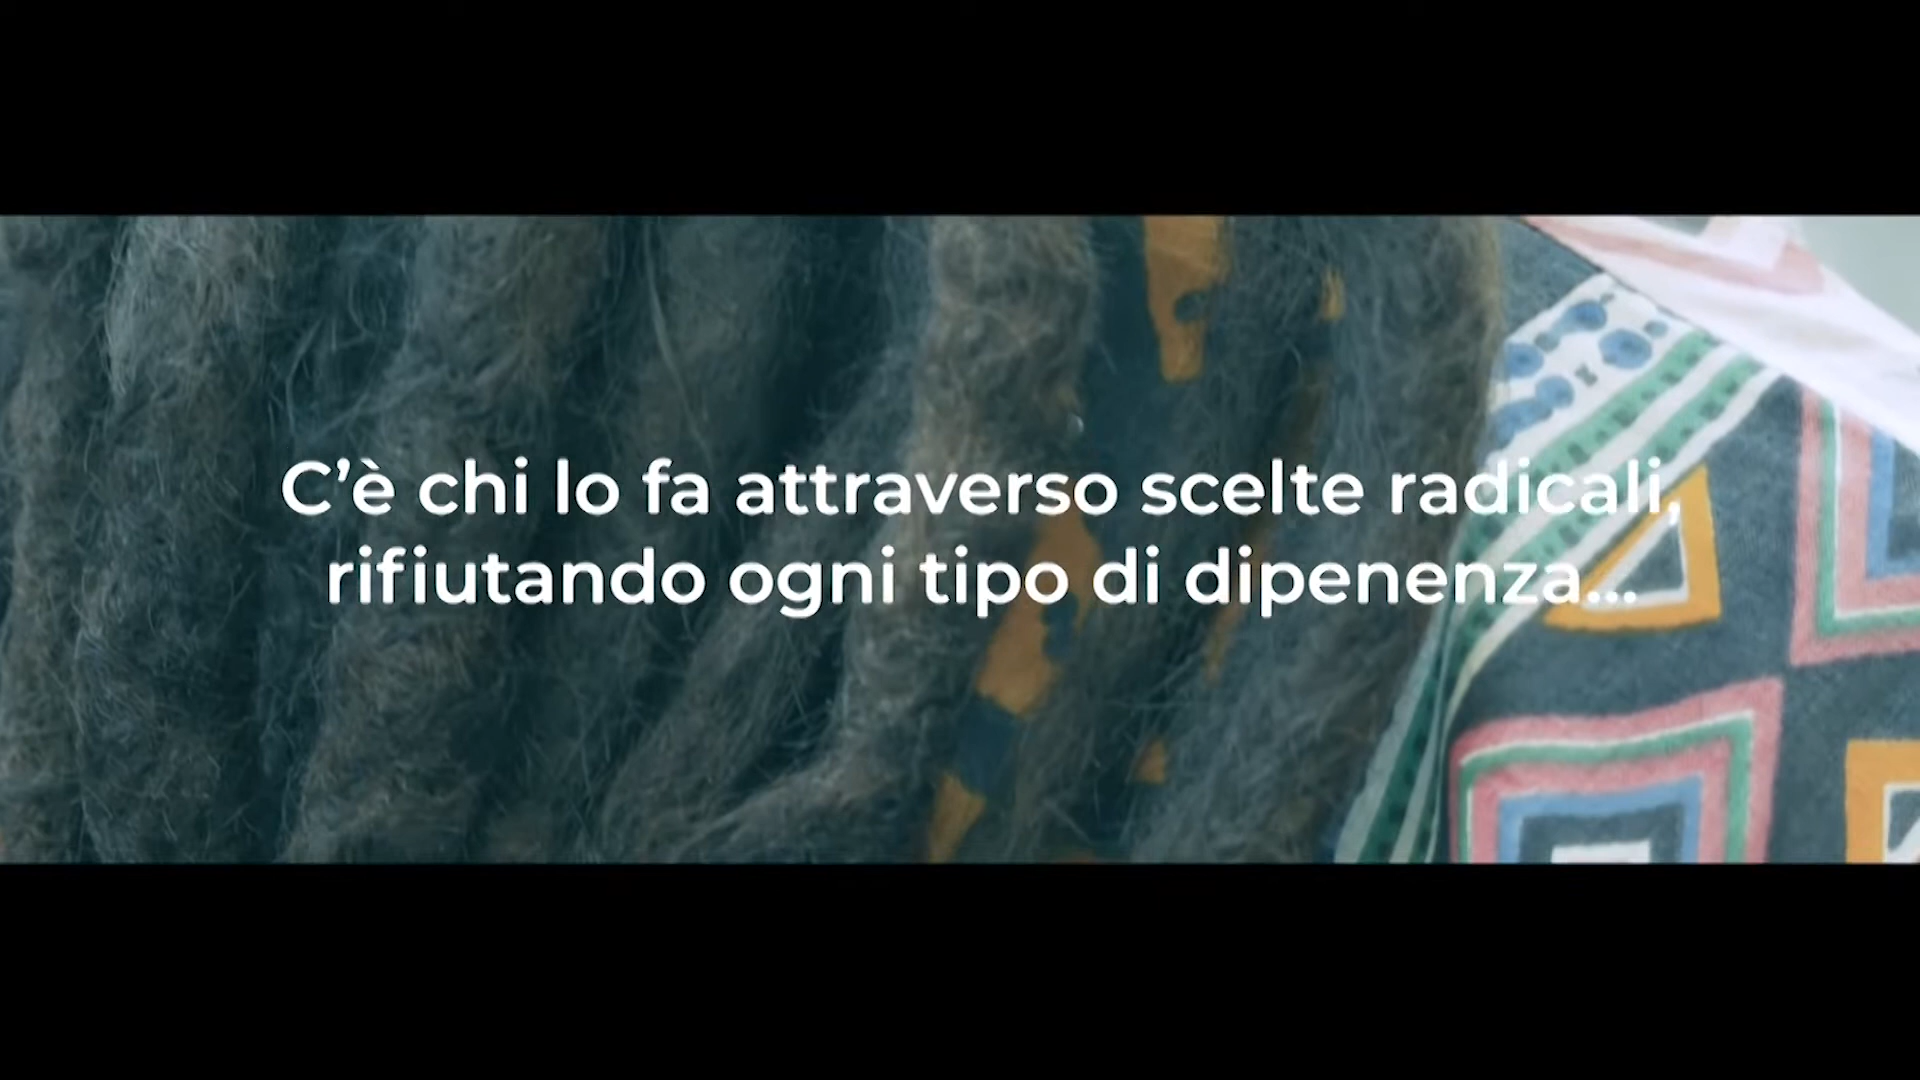 C’è chi lo fa attraverso scelte radicali,
rifiutando ogni tipo di dipenenza...